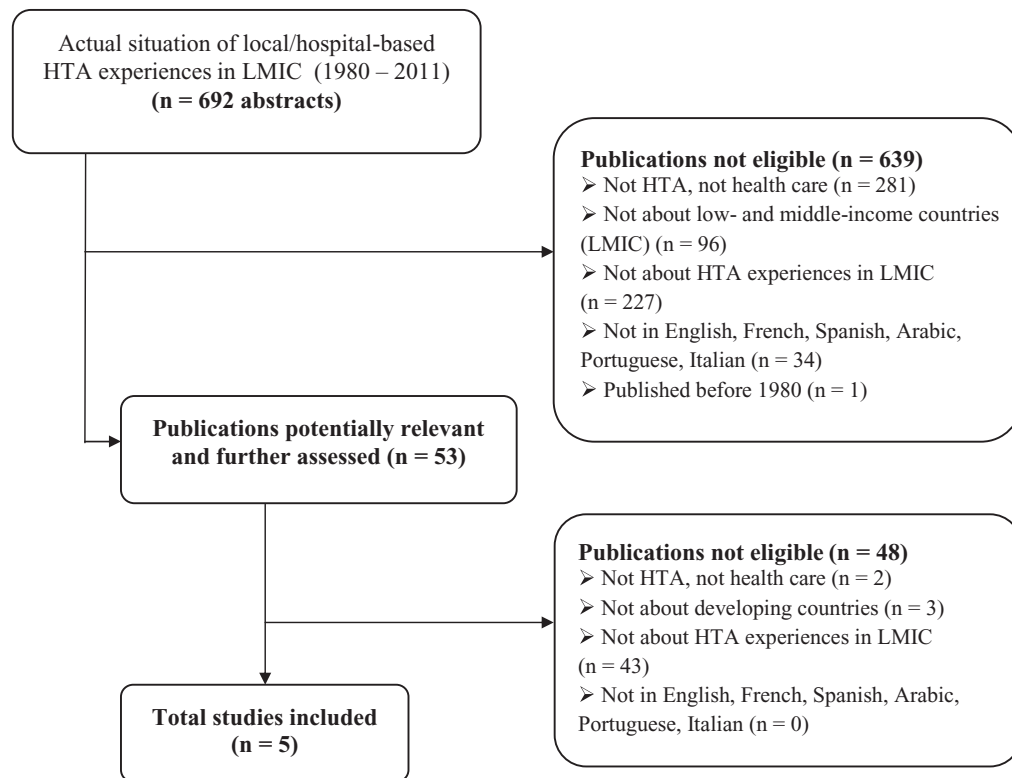 Actual situation of local/hospital-based
HTA experiences in LMIC (1980 – 2011)
(n = 692 abstracts)
Publications not eligible (n = 639)
➢ Not HTA, not health care (n = 281)
➢ Not about low- and middle-income countries
(LMIC) (n = 96)
➢ Not about HTA experiences in LMIC
(n = 227)
➢ Not in English, French, Spanish, Arabic,
Portuguese, Italian (n = 34)
➢ Published before 1980 (n = 1)
Publications potentially relevant
and further assessed (n = 53)
Publications not eligible (n = 48)
➢ Not HTA, not health care (n = 2)
➢ Not about developing countries (n = 3)
➢ Not about HTA experiences in LMIC
(n = 43)
➢ Not in English, French, Spanish, Arabic,
Portuguese, Italian (n = 0)
Total studies included
(n = 5)